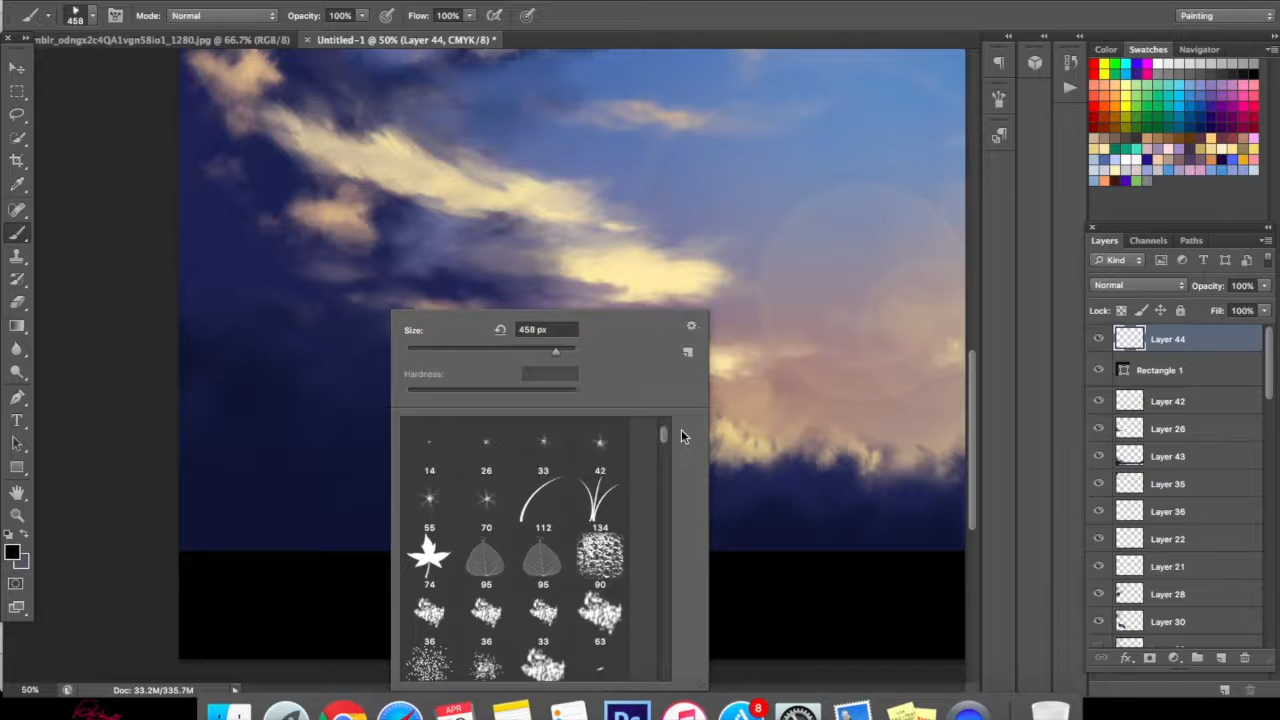 458 Mode: Normal Opacity: 100% Flow: 100% Painting
mblr_odngx2c4QA1vgn58io1_1280.jpg @ 66.7% (RGB/8) × Untitled-1 @ 50% (Layer 44, CMYK/8) *
Color Swatches Navigator
Layers Channels Paths
Kind
Normal Opacity: 100%
Lock: Fill: 100%
Layer 44
Rectangle 1
Layer 42
Layer 26
Layer 43
Layer 35
Layer 36
Layer 22
Layer 21
Layer 28
Layer 30
Size: 458 px
Hardness:
14 26 33 42
55 70 112 134
74 95 95 90
36 36 33 63
50% Doc: 33.2M/335.7M
APR
Ps
8